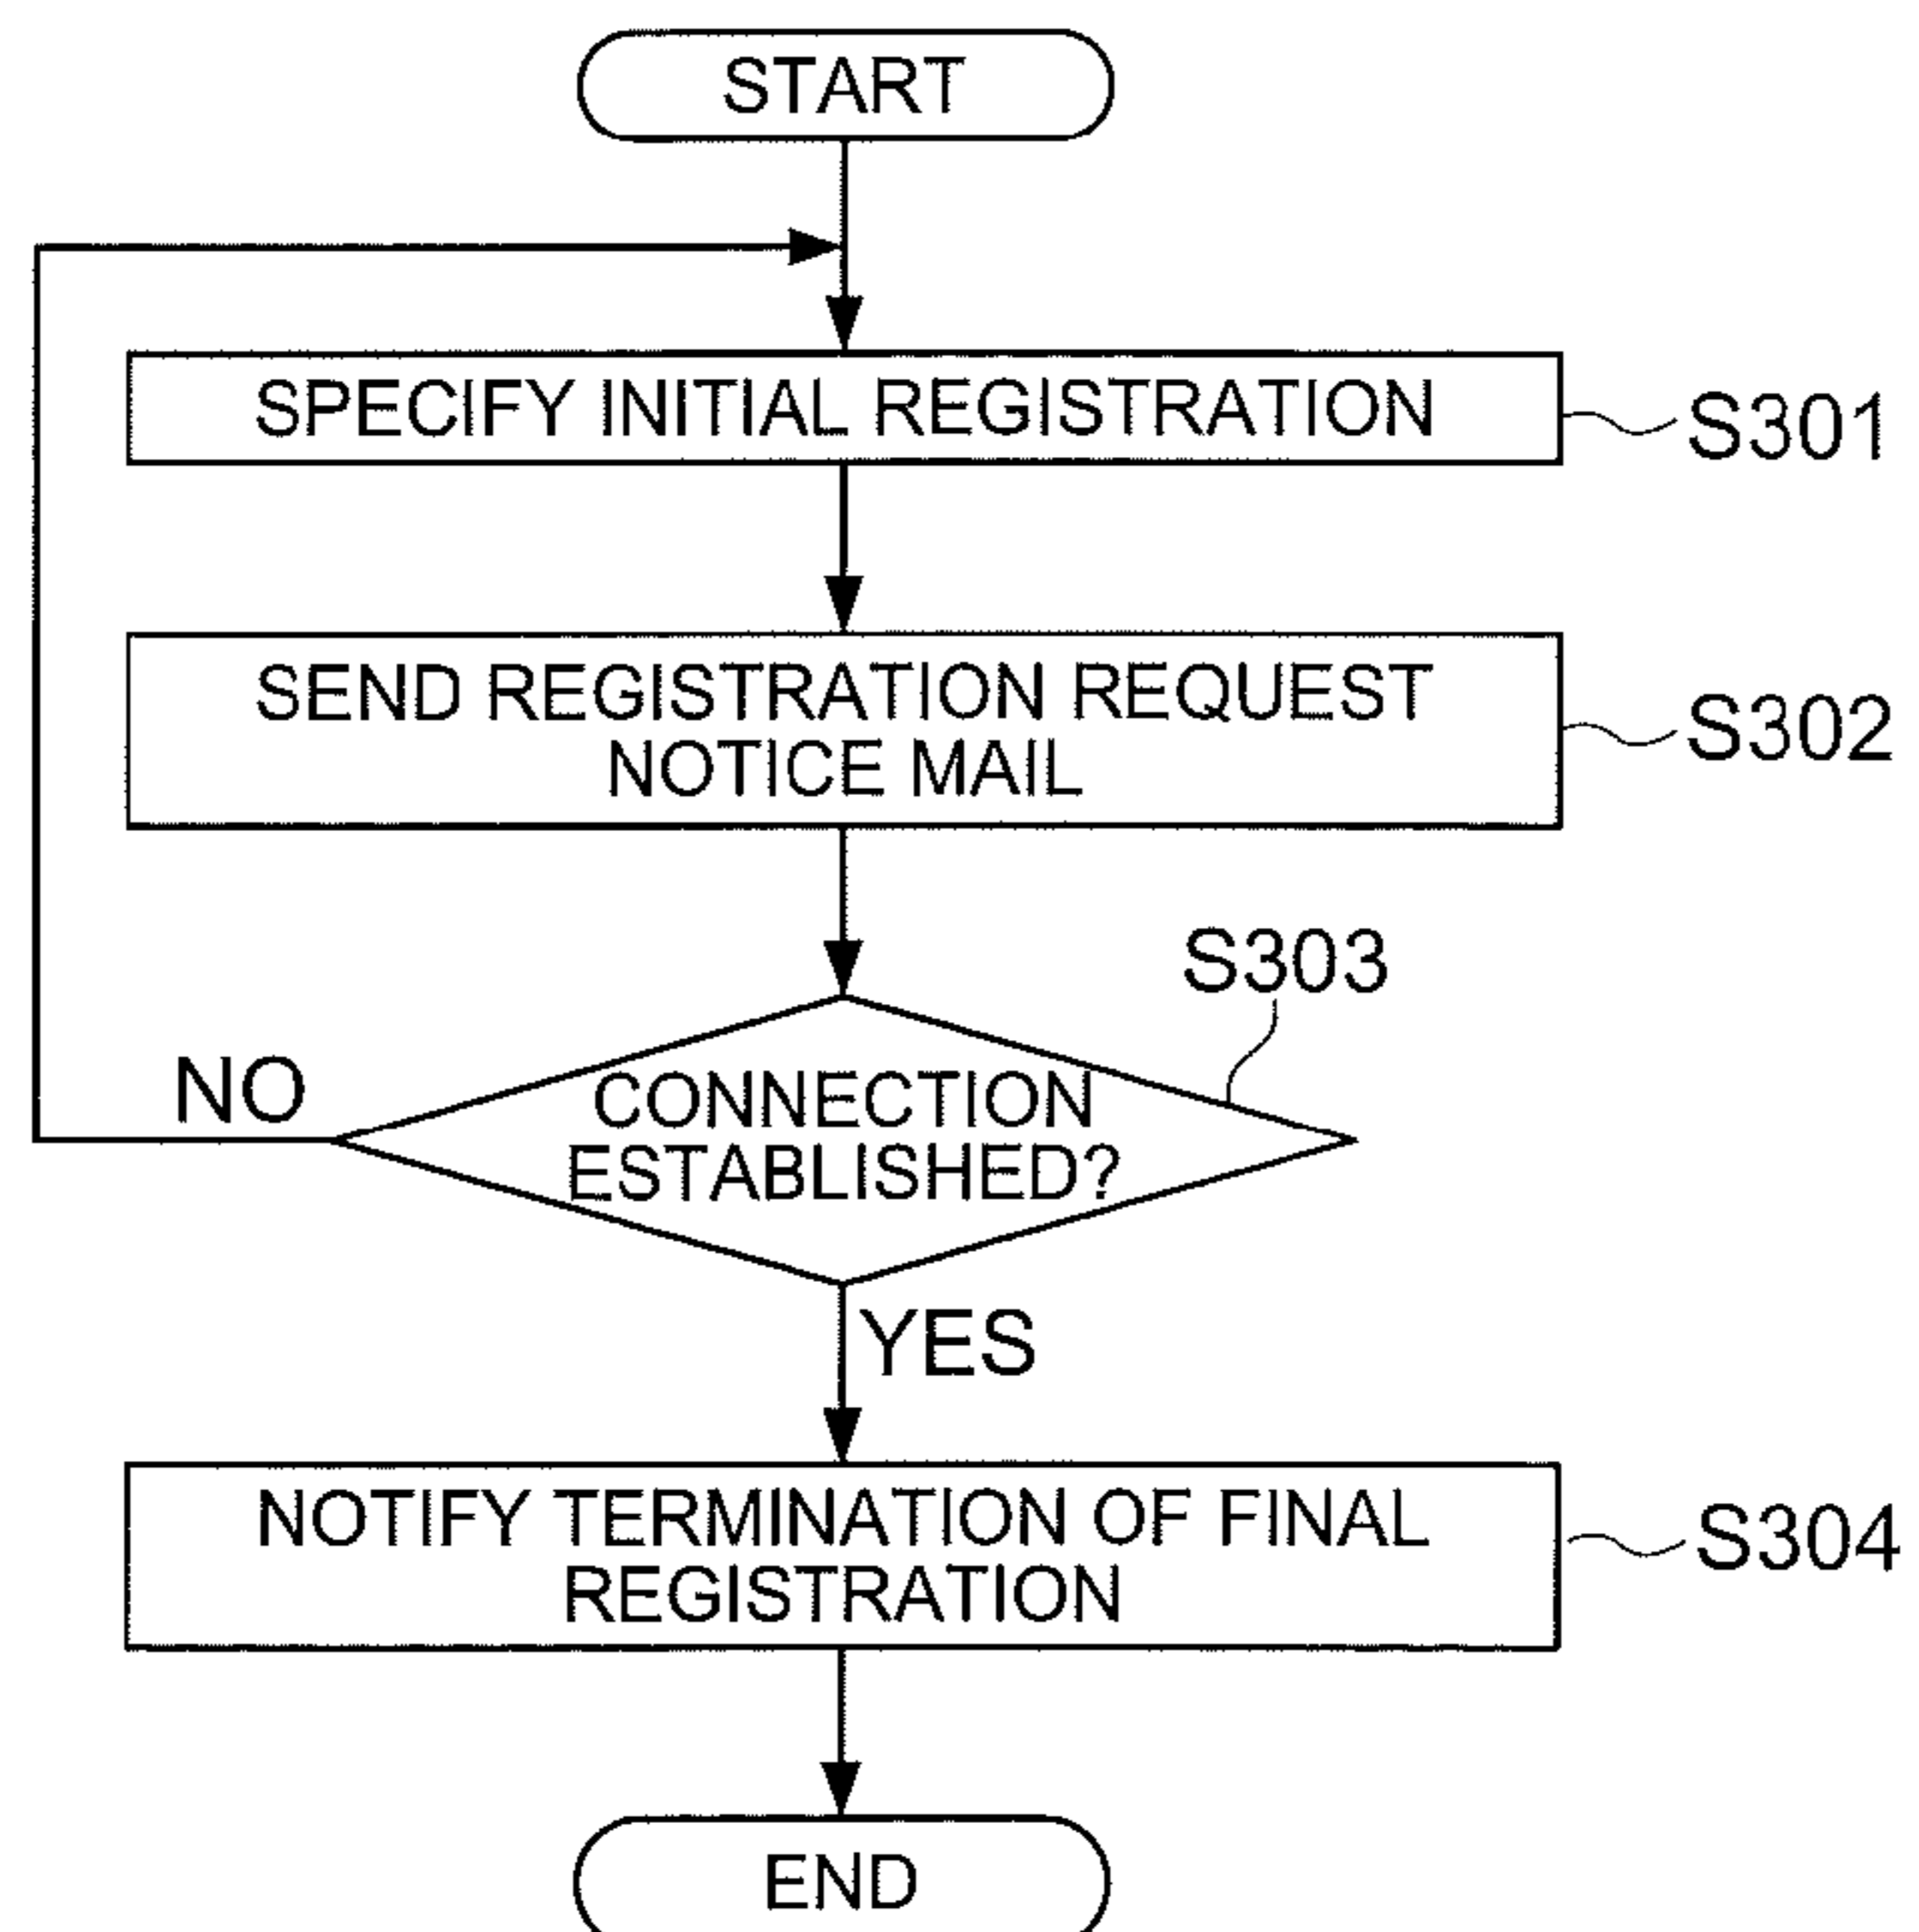 START
SPECIFY INITIAL REGISTRATION
S301
SEND REGISTRATION REQUEST
NOTICE MAIL
S302
S303
CONNECTION
ESTABLISHED?
NO
YES
NOTIFY TERMINATION OF FINAL
REGISTRATION
S304
END